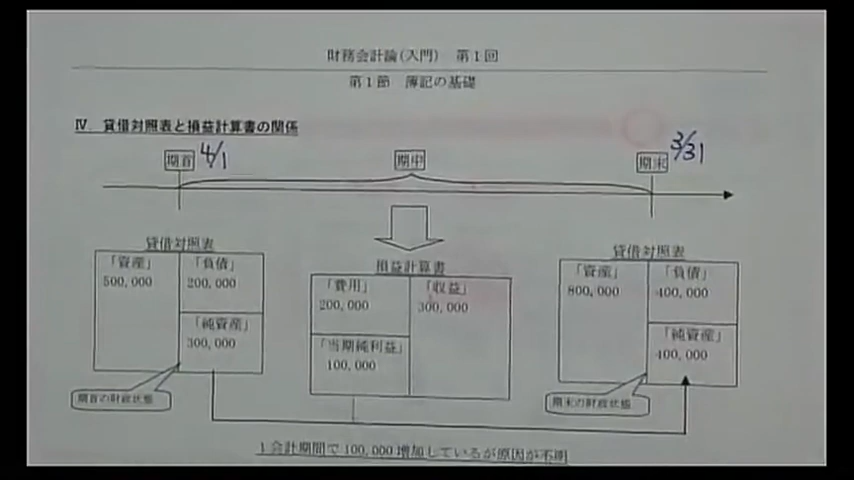 財務会計論(入門) 第1回
第1節 簿記の基礎
Ⅳ. 貸借対照表と損益計算書の関係
期首 4/1 期中 期末 3/31
貸借対照表
「資産」 「負債」
500,000 200,000
「純資産」
300,000
期首の財政状態
損益計算書
「費用」 「収益」
200,000 300,000
「当期純利益」
100,000
貸借対照表
「資産」 「負債」
800,000 400,000
「純資産」
400,000
期末の財政状態
1会計期間で100,000増加しているが原因が不明